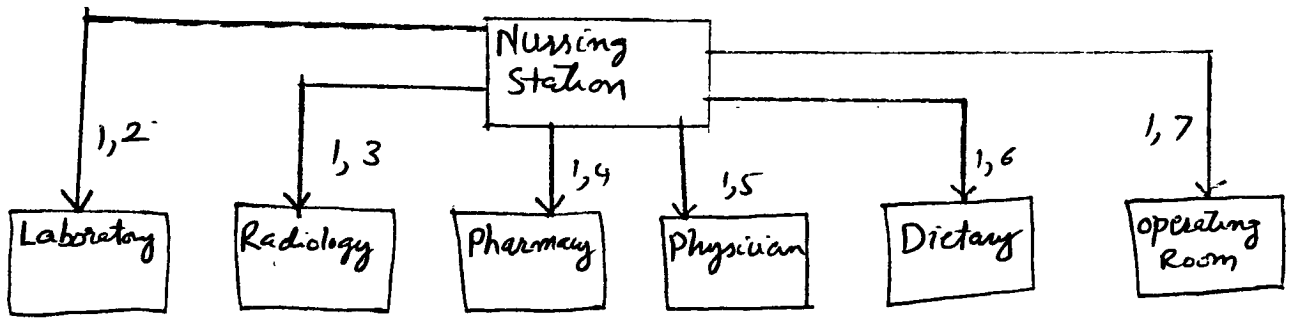 Nursing
Station
1,2
1, 3
1,4
1,5
1,6
1,7
Laboratory
Radiology
Pharmacy
Physician
Dietary
Operating
Room